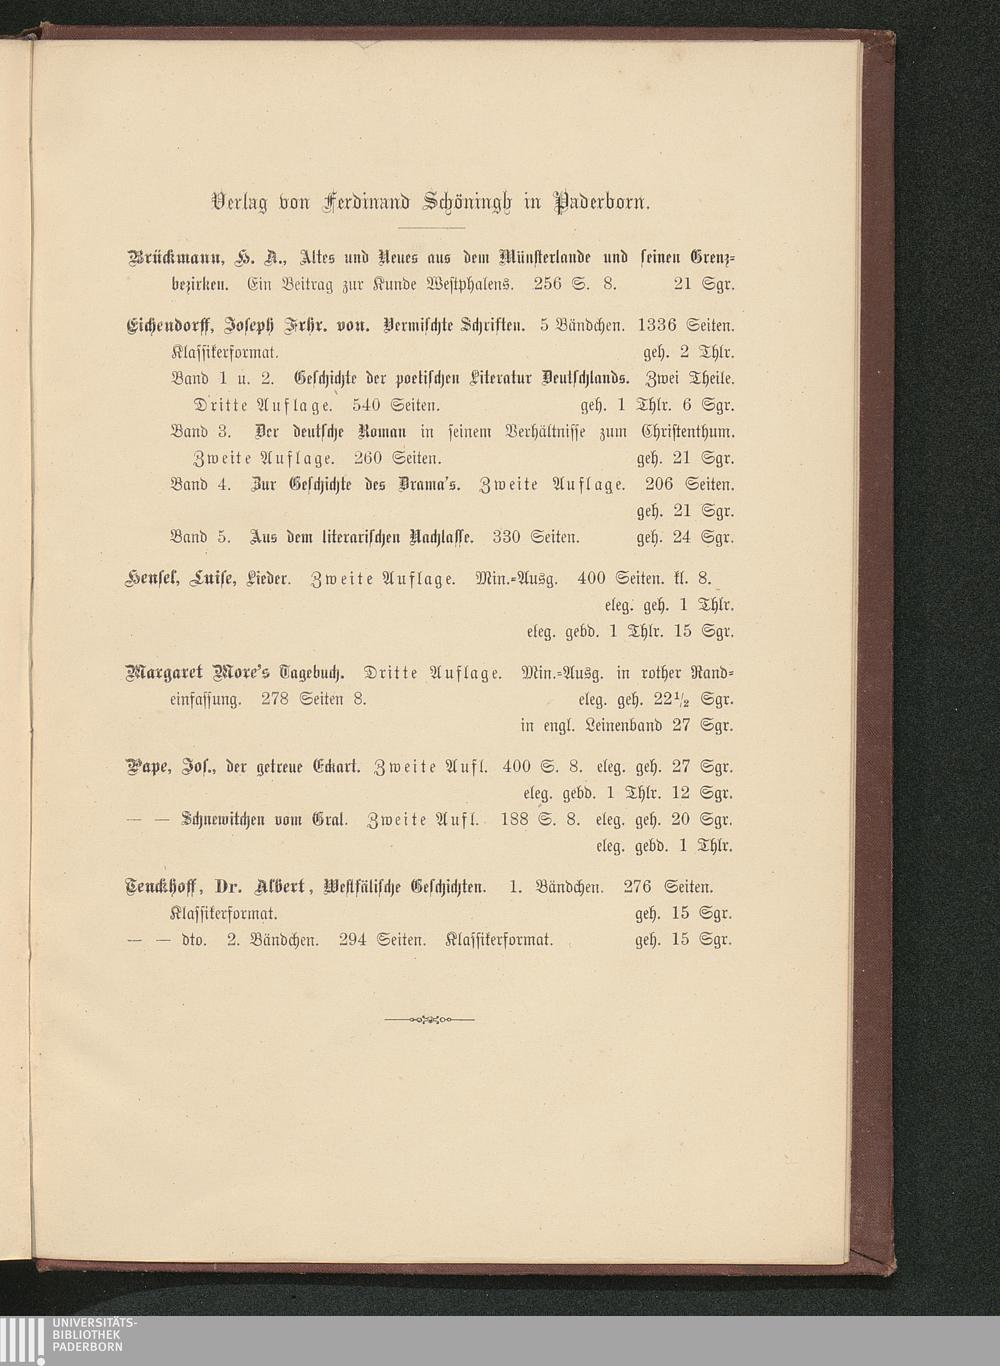 Verlag von Ferdinand Schöningh in Paderborn.
Brückmann, H. A., Altes und Neues aus dem Münsterlande und seinen Grenz-
bezirken. Ein Beitrag zur Kunde Westphalens. 256 S. 8. 21 Sgr.
Eichendorff, Joseph Frhr. von. Vermischte Schriften. 5 Bändchen. 1336 Seiten.
Klassikerformat. geh. 2 Thlr.
Band 1 u. 2. Geschichte der poetischen Literatur Deutschlands. Zwei Theile.
Dritte Auflage. 540 Seiten. geh. 1 Thlr. 6 Sgr.
Band 3. Der deutsche Roman in seinem Verhältnisse zum Christenthum.
Zweite Auflage. 260 Seiten. geh. 21 Sgr.
Band 4. Zur Geschichte des Drama's. Zweite Auflage. 206 Seiten.
geh. 21 Sgr.
Band 5. Aus dem literarischen Nachlasse. 330 Seiten. geh. 24 Sgr.
Hensel, Luise, Lieder. Zweite Auflage. Min.-Ausg. 400 Seiten. kl. 8.
eleg. geh. 1 Thlr.
eleg. gebd. 1 Thlr. 15 Sgr.
Margaret More's Tagebuch. Dritte Auflage. Min.-Ausg. in rother Rand-
einfassung. 278 Seiten 8. eleg. geh. 22½ Sgr.
in engl. Leinenband 27 Sgr.
Pape, Jos., der getreue Eckart. Zweite Aufl. 400 S. 8. eleg. geh. 27 Sgr.
eleg. gebd. 1 Thlr. 12 Sgr.
— — Schnewitchen vom Gral. Zweite Aufl. 188 S. 8. eleg. geh. 20 Sgr.
eleg. gebd. 1 Thlr.
Tenckhoff, Dr. Albert, Westfälische Geschichten. 1. Bändchen. 276 Seiten.
Klassikerformat. geh. 15 Sgr.
— — dto. 2. Bändchen. 294 Seiten. Klassikerformat. geh. 15 Sgr.
UNIVERSITÄTS-
BIBLIOTHEK
PADERBORN